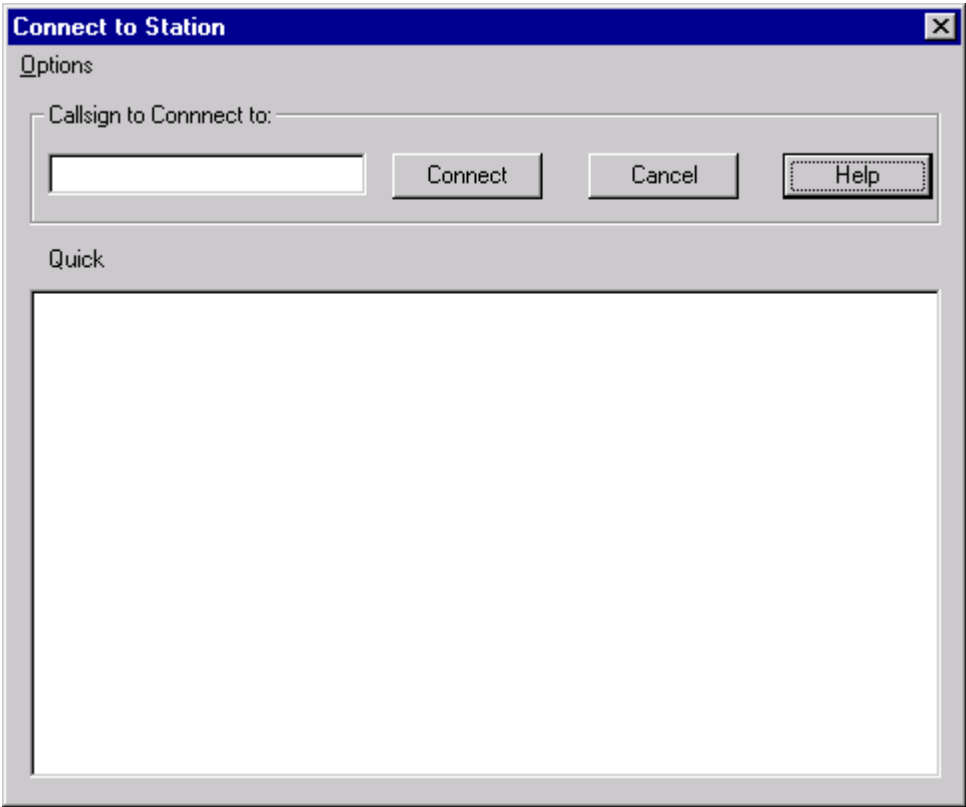 Connect to Station
Options
Callsign to Connnect to:
Connect Cancel Help
Quick